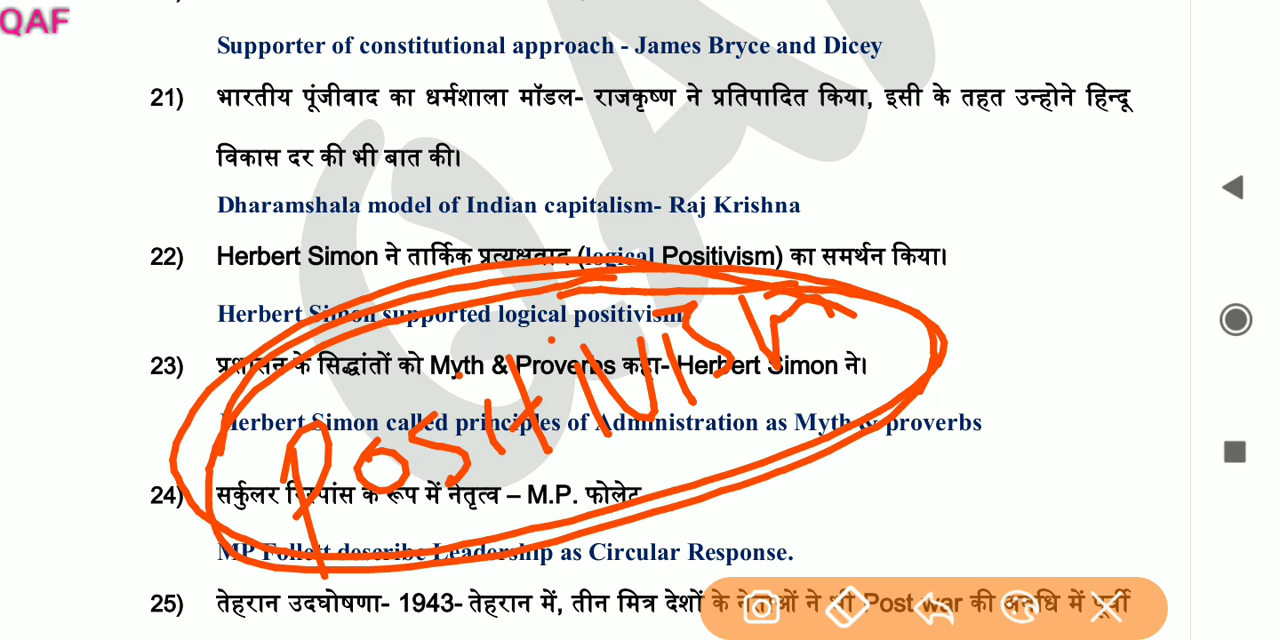 QAF
Supporter of constitutional approach - James Bryce and Dicey
21) भारतीय पूंजीवाद का धर्मशाला मॉडल- राजकृष्ण ने प्रतिपादित किया, इसी के तहत उन्होने हिन्दू
विकास दर की भी बात की।
Dharamshala model of Indian capitalism- Raj Krishna
22) Herbert Simon ने तार्किक प्रत्यक्षवाद (logical Positivism) का समर्थन किया।
Herbert Simon supported logical positivism
23) प्रशासन के सिद्धांतों को Myth & Proverbs कहा- Herbert Simon ने।
Herbert Simon called principles of Administration as Myth & proverbs
PositiVISM
24) सर्कुलर रिस्पांस के रूप में नेतृत्व – M.P. फोलेट
MP Follett describe Leadership as Circular Response.
25) तेहरान उदघोषणा- 1943- तेहरान में, तीन मित्र देशों के नेताओं ने भी Post war की अवधि में पूर्वी